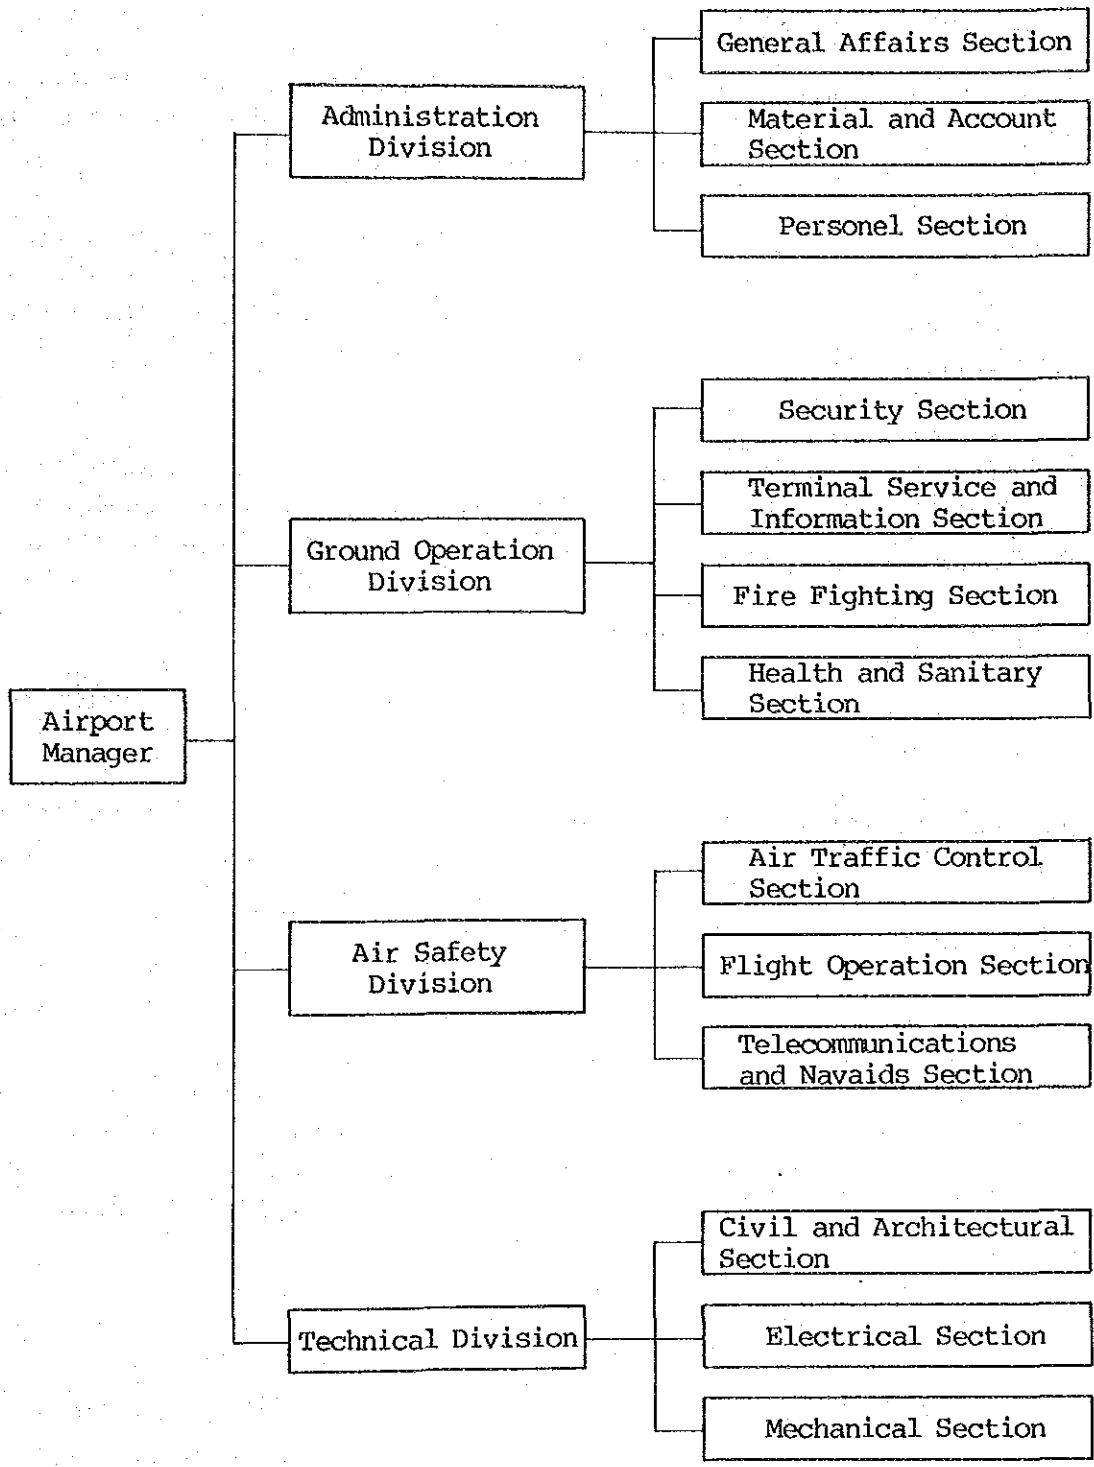 Airport
Manager
Administration
Division
General Affairs Section
Material and Account
Section
Personel Section
Ground Operation
Division
Security Section
Terminal Service and
Information Section
Fire Fighting Section
Health and Sanitary
Section
Air Safety
Division
Air Traffic Control
Section
Flight Operation Section
Telecommunications
and Navaids Section
Technical Division
Civil and Architectural
Section
Electrical Section
Mechanical Section